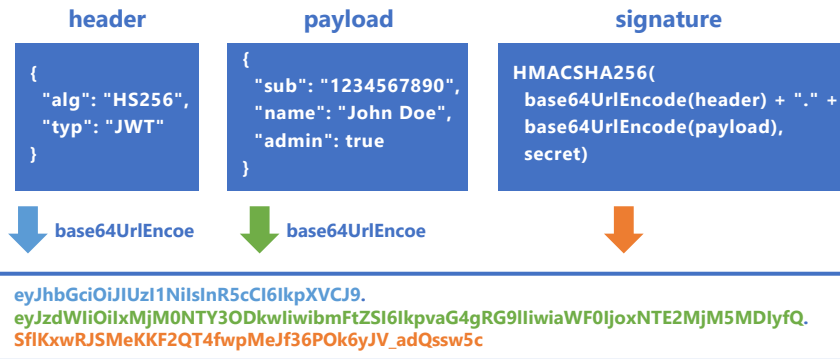 header
payload
signature
{
"alg": "HS256",
"typ": "JWT"
}
{
"sub": "1234567890",
"name": "John Doe",
"admin": true
}
HMACSHA256(
base64UrlEncode(header) + "." +
base64UrlEncode(payload),
secret)
base64UrlEncoe
base64UrlEncoe
eyJhbGciOiJIUzI1NiIsInR5cCI6IkpXVCJ9.
eyJzdWIiOiIxMjM0NTY3ODkwIiwibmFtZSI6IkpvaG4gRG9lIiwiaWF0IjoxNTE2MjM5MDIyfQ.
SflKxwRJSMeKKF2QT4fwpMeJf36POk6yJV_adQssw5c